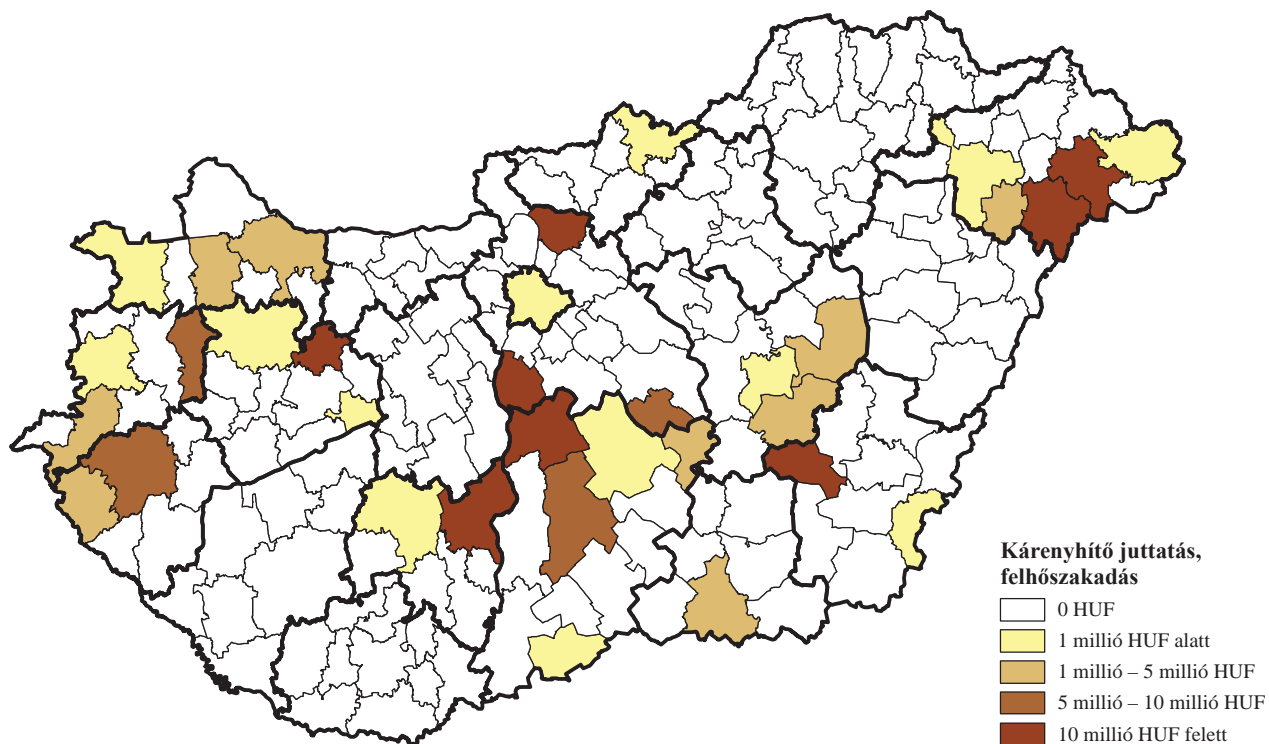 Kárenyhítő juttatás,
felhőszakadás
0 HUF
1 millió HUF alatt
1 millió – 5 millió HUF
5 millió – 10 millió HUF
10 millió HUF felett